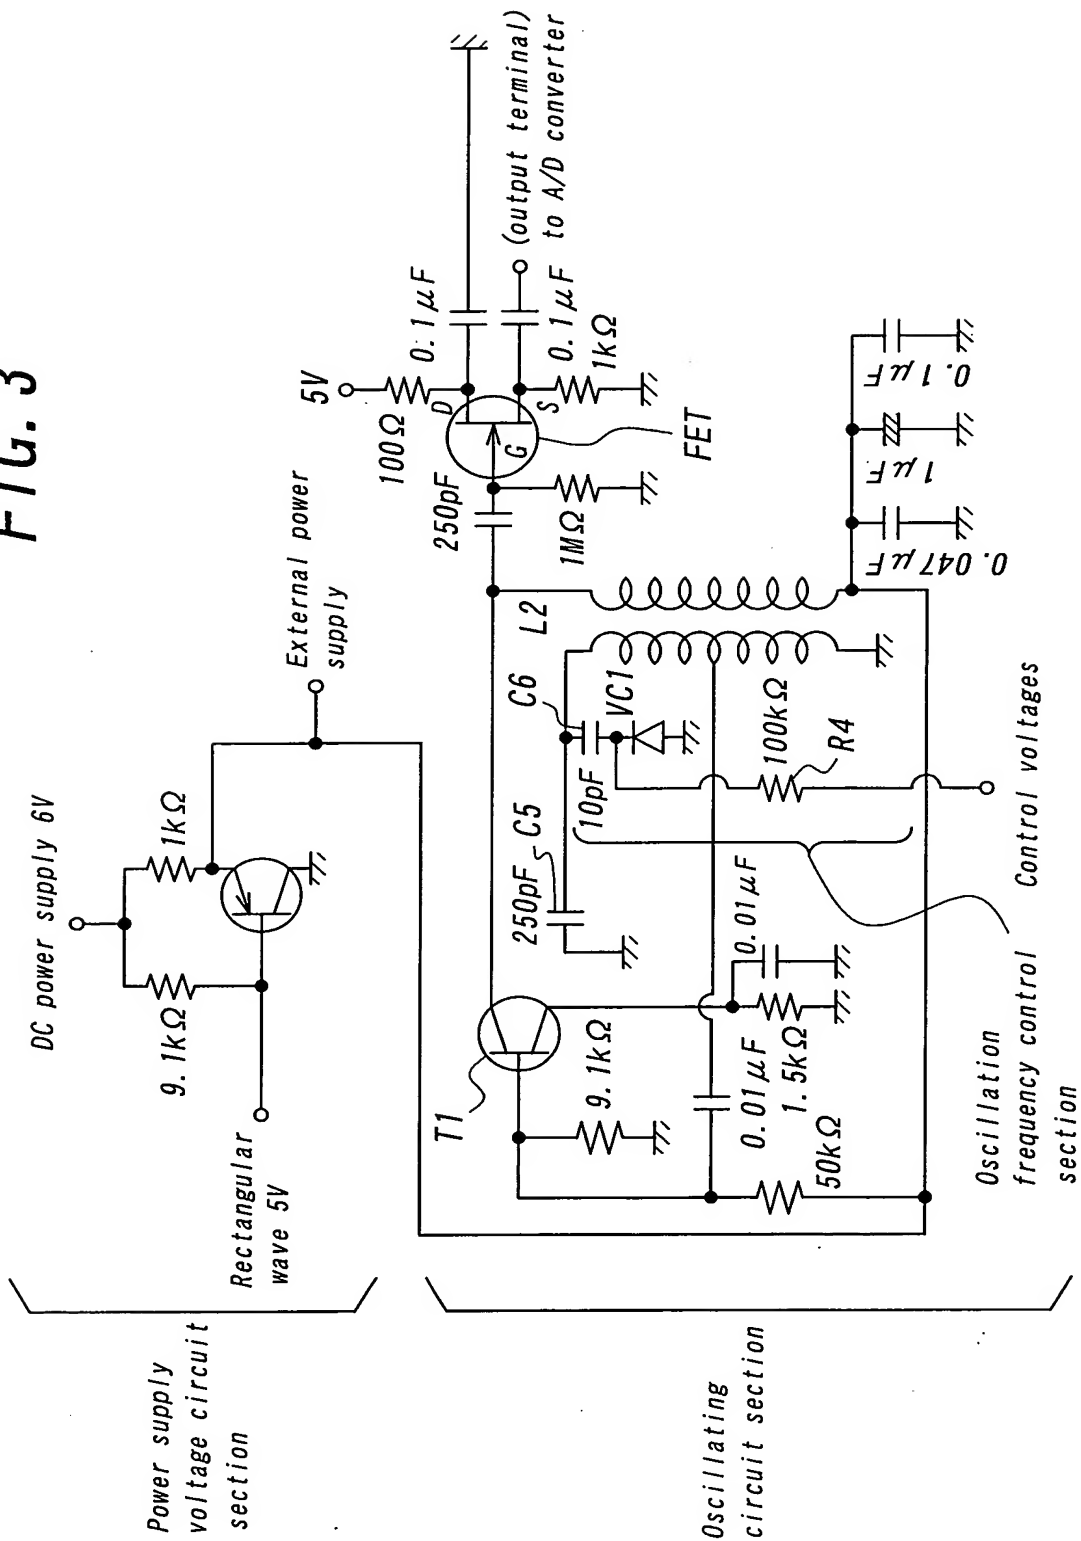 FIG. 3
DC power supply 6V
9.1kΩ
1kΩ
External power
supply
Rectangular
wave 5V
Power supply
voltage circuit
section
5V
100Ω
0.1μF
D
G
S
(output terminal)
to A/D converter
0.1μF
1kΩ
FET
250pF
1MΩ
T1
9.1kΩ
250pF
C5
C6
10pF
VC1
L2
100kΩ
R4
0.01μF
0.01μF
1.5kΩ
50kΩ
0.047μF
1μF
0.1μF
Control voltages
Oscillation
frequency control
section
Oscillating
circuit section